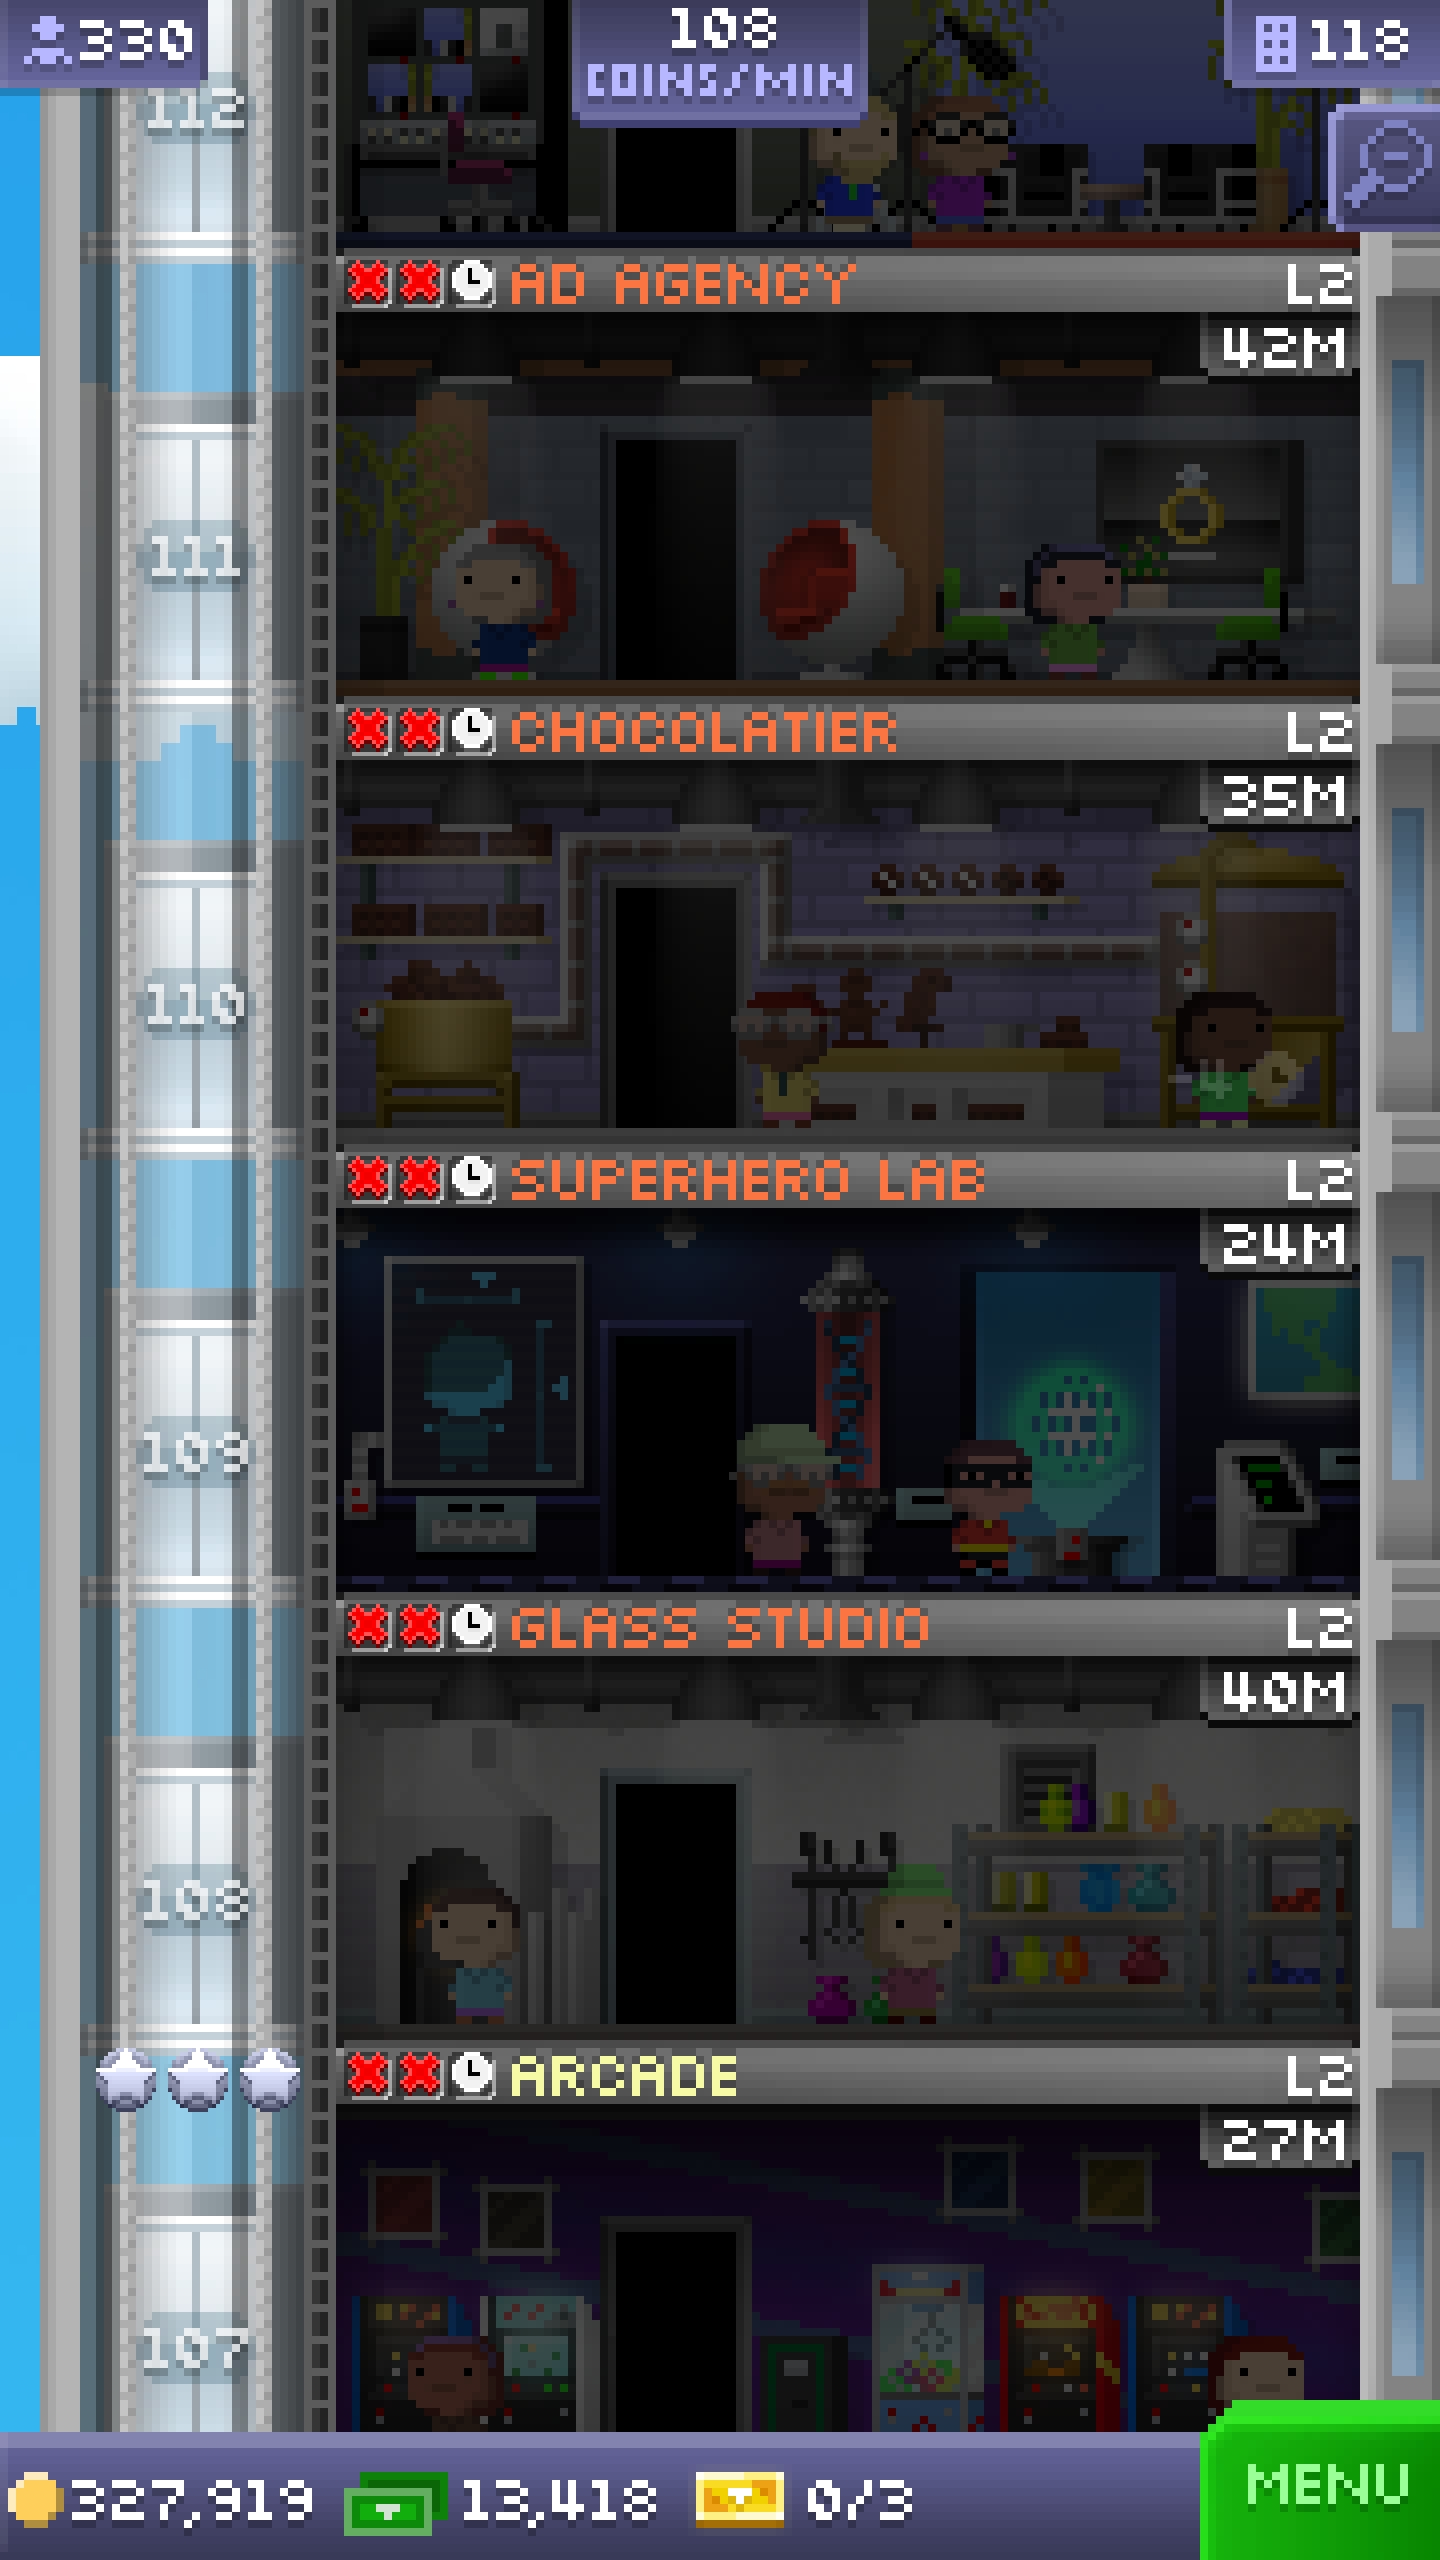 330
108
COINS/MIN
118
112
AD AGENCY L2
42M
111
CHOCOLATIER L2
35M
110
SUPERHERO LAB L2
24M
109
GLASS STUDIO L2
40M
108
ARCADE L2
27M
107
327,919 13,418 0/3
MENU